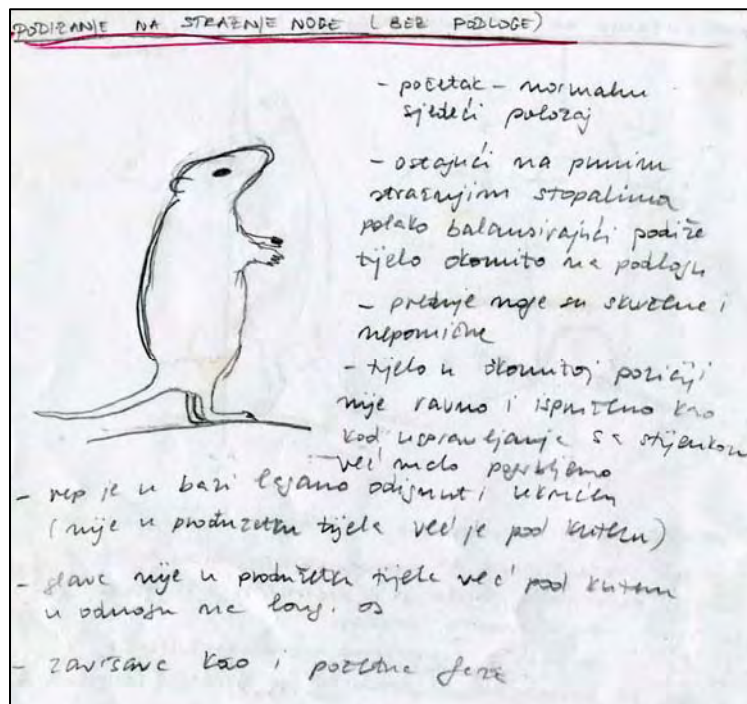 PODIZANJE NA STRAŽNJE NOGE (BEZ PODLOGE)
- početak - normalni
sjedeći položaj
- ostajući na punim
stražnjim stopalima
polako balansirajući podiže
tijelo okomito na podlogu
- prednje noge su skvrčene i
nepomične
- tijelo u okomitoj poziciji
nije ravno i ispruženo kao
kod uspravljanja sa stijenkom
već malo pogrbljeno
- rep je u bazi lagano odignut i
(nije u produžetku tijela već je pod kutem)
- glava nije u produžetku tijela već pod kutem
u odnosu na long. os
- završava kao i početna faza